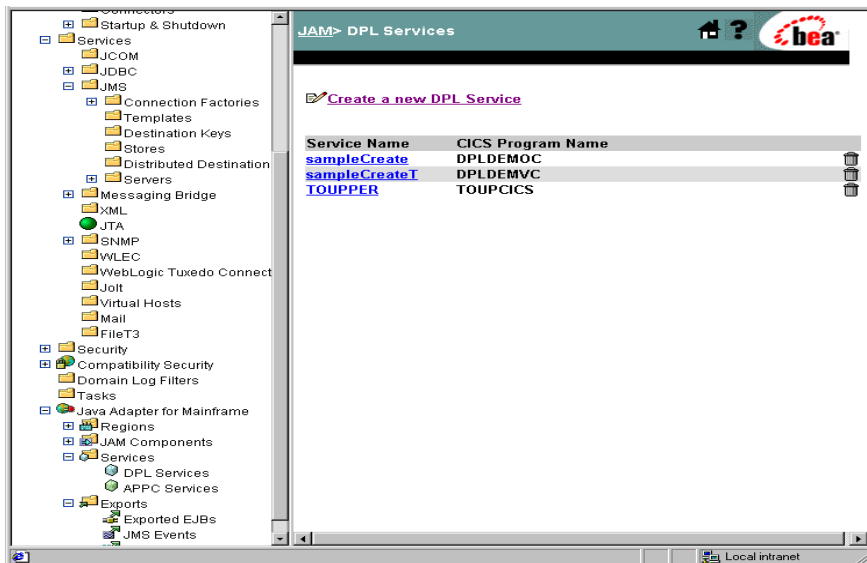 Connectors
Startup & Shutdown
Services
JCOM
JDBC
JMS
Connection Factories
Templates
Destination Keys
Stores
Distributed Destination
Servers
Messaging Bridge
XML
JTA
SNMP
WLEC
WebLogic Tuxedo Connect
Jolt
Virtual Hosts
Mail
FileT3
Security
Compatibility Security
Domain Log Filters
Tasks
Java Adapter for Mainframe
Regions
JAM Components
Services
DPL Services
APPC Services
Exports
Exported EJBs
JMS Events
JAM> DPL Services
?
bea
Create a new DPL Service
Service Name CICS Program Name
sampleCreate DPLDEMOC
sampleCreateT DPLDEMVC
TOUPPER TOUPCICS
Local intranet